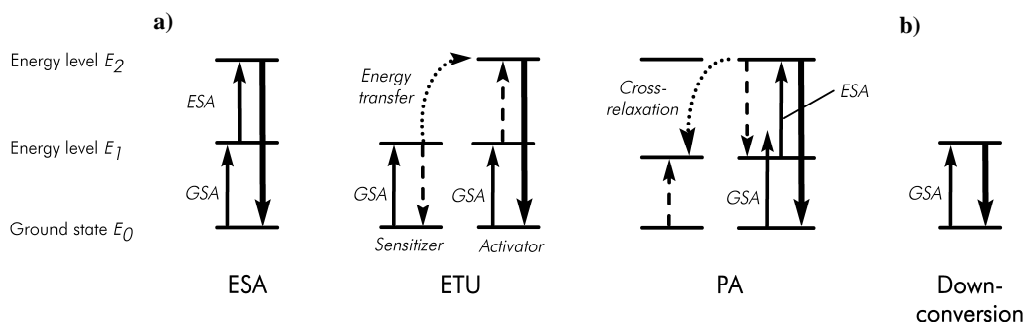 a)
b)
Energy level E2
Energy level E1
Ground state E0
ESA
GSA
ESA
Energy
transfer
GSA
GSA
Sensitizer
Activator
ETU
Cross-
relaxation
ESA
GSA
PA
GSA
Down-
conversion